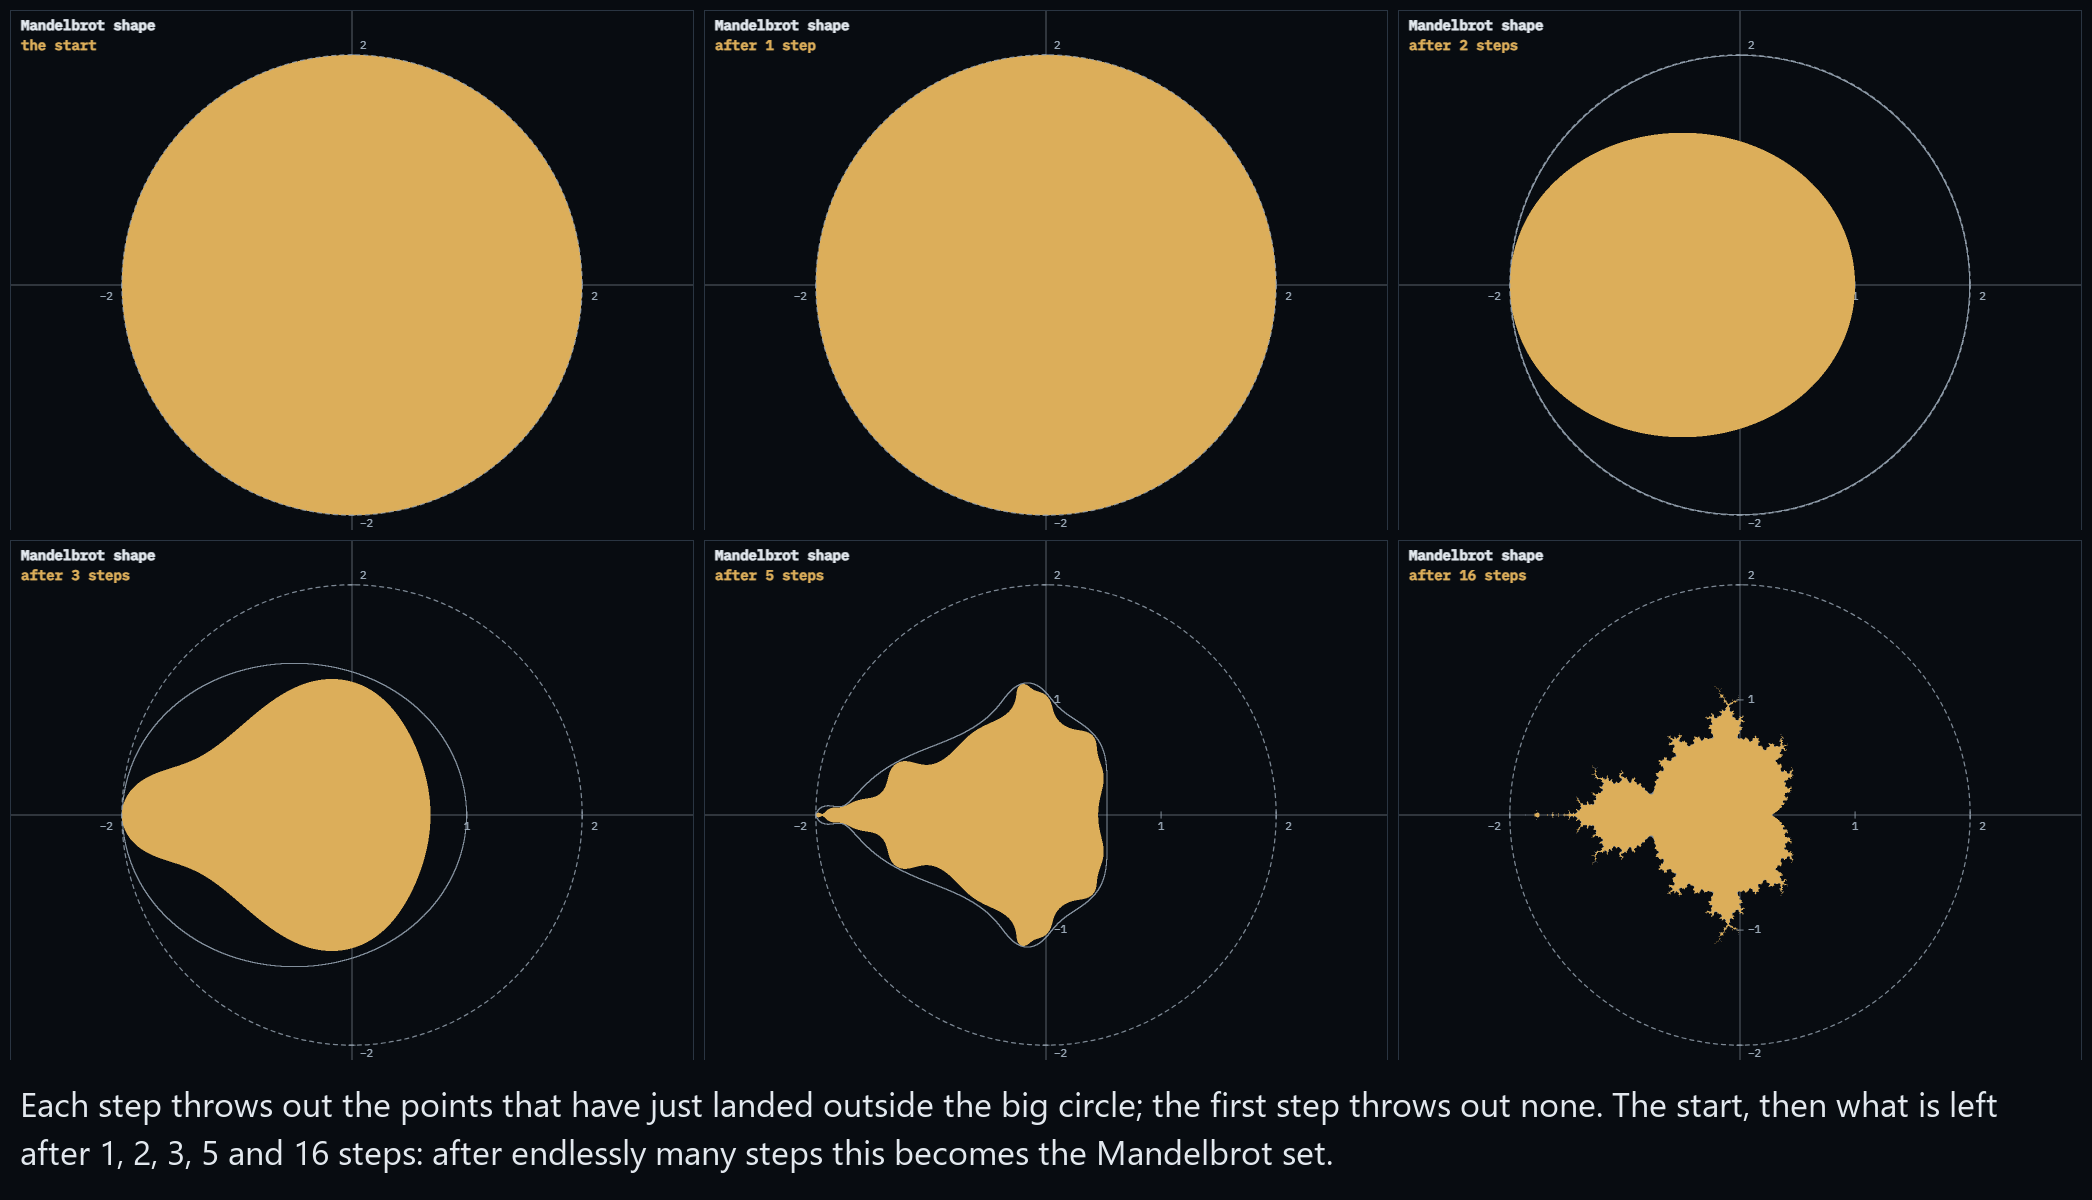 Mandelbrot shape
the start
2
−2
2
−2
Mandelbrot shape
after 1 step
2
−2
2
−2
Mandelbrot shape
after 2 steps
2
−2
1
2
−2
Mandelbrot shape
after 3 steps
2
−2
1
2
−2
Mandelbrot shape
after 5 steps
2
1
−2
1
2
−1
−2
Mandelbrot shape
after 16 steps
2
1
−2
1
2
−1
−2
Each step throws out the points that have just landed outside the big circle; the first step throws out none. The start, then what is left
after 1, 2, 3, 5 and 16 steps: after endlessly many steps this becomes the Mandelbrot set.